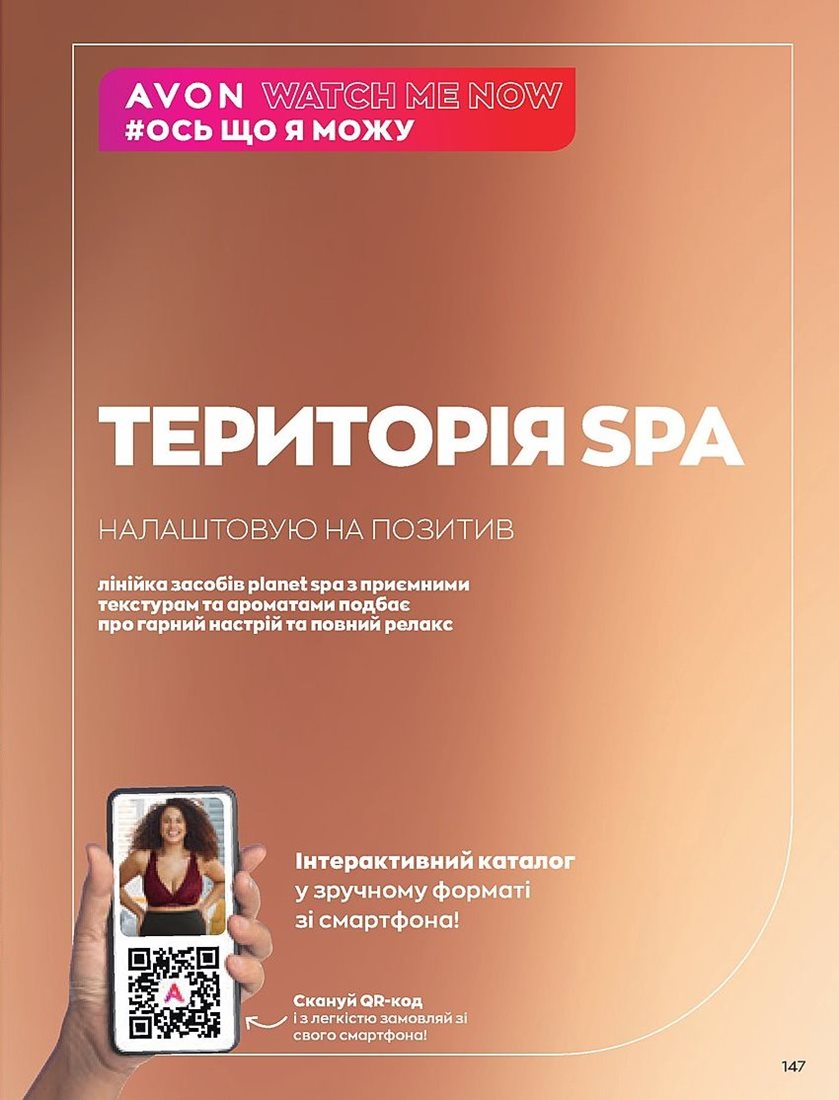 AVON WATCH ME NOW
#ОСЬ ЩО Я МОЖУ
ТЕРИТОРІЯ SPA
НАЛАШТОВУЮ НА ПОЗИТИВ
лінійка засобів planet spa з приємними
текстурам та ароматами подбає
про гарний настрій та повний релакс
Інтерактивний каталог
у зручному форматі
зі смартфона!
Скануй QR-код
і з легкістю замовляй зі
свого смартфона!
A
147